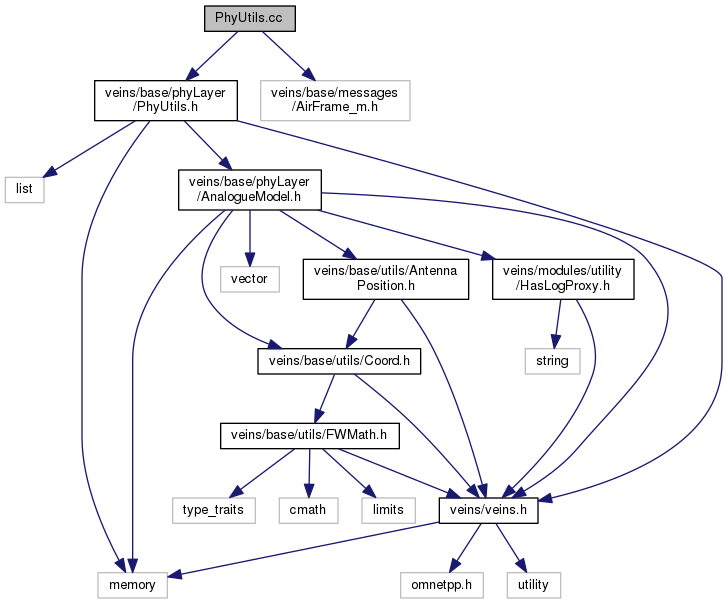 PhyUtils.cc
veins/base/phyLayer
/PhyUtils.h
veins/base/messages
/AirFrame_m.h
list
veins/base/phyLayer
/AnalogueModel.h
vector
veins/base/utils/Antenna
Position.h
veins/modules/utility
/HasLogProxy.h
veins/base/utils/Coord.h
string
veins/base/utils/FWMath.h
type_traits
cmath
limits
veins/veins.h
memory
omnetpp.h
utility